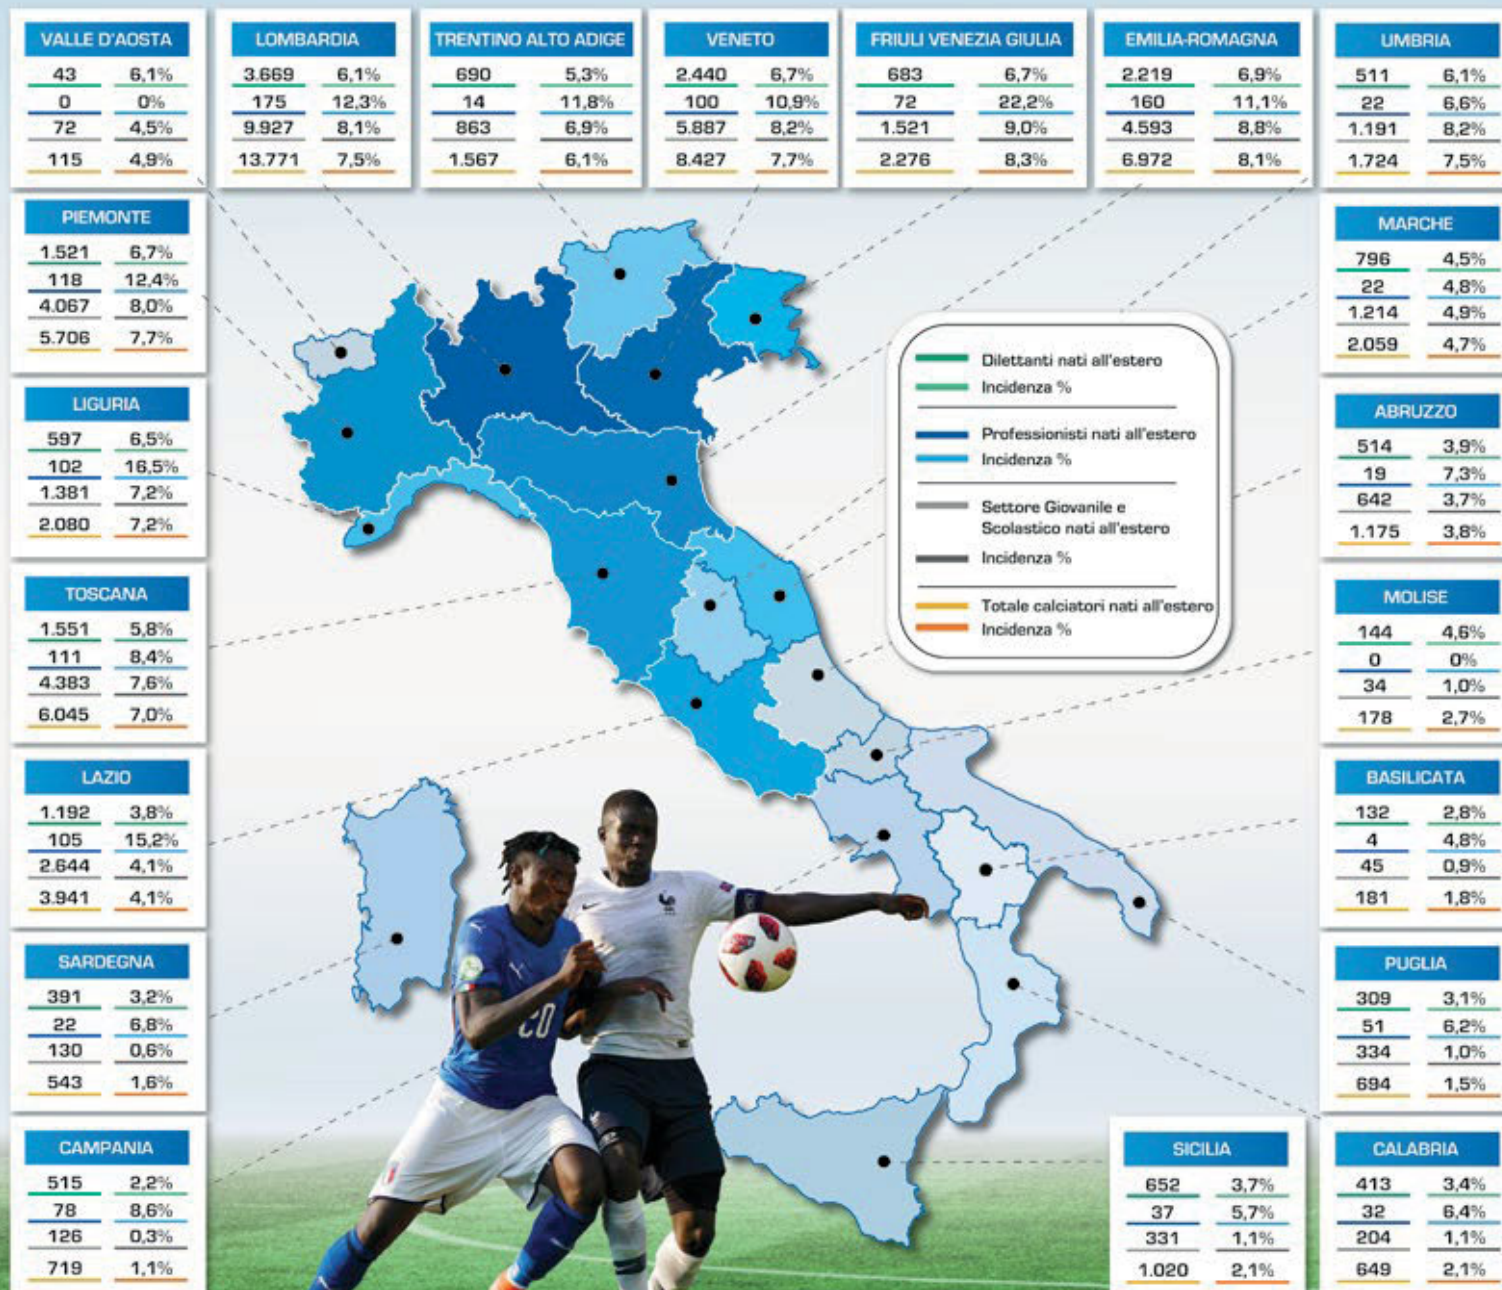 VALLE D'AOSTA
43 6,1%
0 0%
72 4,5%
115 4,9%
LOMBARDIA
3.669 6,1%
175 12,3%
9.927 8,1%
13.771 7,5%
TRENTINO ALTO ADIGE
690 5,3%
14 11,8%
863 6,9%
1.567 6,1%
VENETO
2.440 6,7%
100 10,9%
5.887 8,2%
8.427 7,7%
FRIULI VENEZIA GIULIA
683 6,7%
72 22,2%
1.521 9,0%
2.276 8,3%
EMILIA-ROMAGNA
2.219 6,9%
160 11,1%
4.593 8,8%
6.972 8,1%
UMBRIA
511 6,1%
22 6,6%
1.191 8,2%
1.724 7,5%
PIEMONTE
1.521 6,7%
118 12,4%
4.067 8,0%
5.706 7,7%
MARCHE
796 4,5%
22 4,8%
1.214 4,9%
2.059 4,7%
LIGURIA
597 6,5%
102 16,5%
1.381 7,2%
2.080 7,2%
Dilettanti nati all'estero
Incidenza %
Professionisti nati all'estero
Incidenza %
Settore Giovanile e
Scolastico nati all'estero
Incidenza %
Totale calciatori nati all'estero
Incidenza %
ABRUZZO
514 3,9%
19 7,3%
642 3,7%
1.175 3,8%
TOSCANA
1.551 5,8%
111 8,4%
4.383 7,6%
6.045 7,0%
MOLISE
144 4,6%
0 0%
34 1,0%
178 2,7%
LAZIO
1.192 3,8%
105 15,2%
2.644 4,1%
3.941 4,1%
BASILICATA
132 2,8%
4 4,8%
45 0,9%
181 1,8%
SARDEGNA
391 3,2%
22 6,8%
130 0,6%
543 1,6%
20
PUGLIA
309 3,1%
51 6,2%
334 1,0%
694 1,5%
CAMPANIA
515 2,2%
78 8,6%
126 0,3%
719 1,1%
SICILIA
652 3,7%
37 5,7%
331 1,1%
1.020 2,1%
CALABRIA
413 3,4%
32 6,4%
204 1,1%
649 2,1%